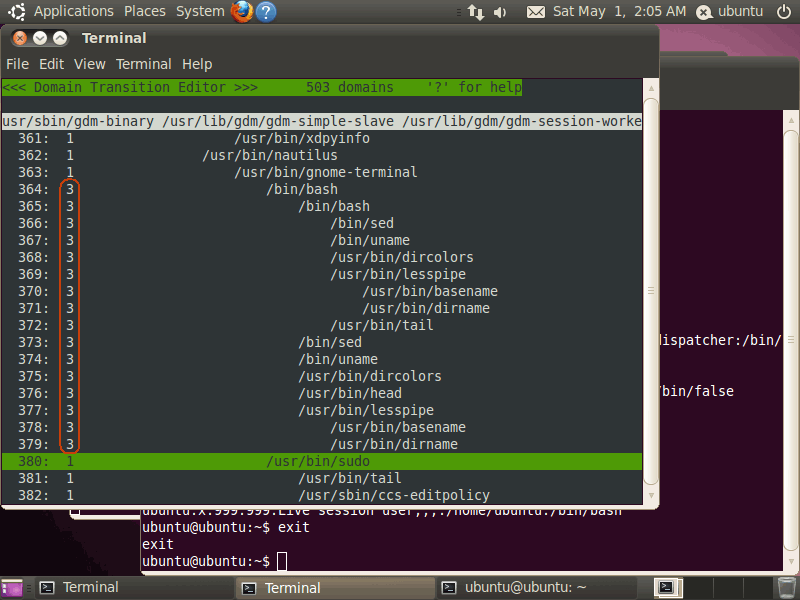 Applications Places System ? Sat May 1, 2:05 AM ubuntu
Terminal
File Edit View Terminal Help
<<< Domain Transition Editor >>> 503 domains '?' for help
usr/sbin/gdm-binary /usr/lib/gdm/gdm-simple-slave /usr/lib/gdm/gdm-session-worke
361: 1 /usr/bin/xdpyinfo
362: 1 /usr/bin/nautilus
363: 1 /usr/bin/gnome-terminal
364: 3 /bin/bash
365: 3 /bin/bash
366: 3 /bin/sed
367: 3 /bin/uname
368: 3 /usr/bin/dircolors
369: 3 /usr/bin/lesspipe
370: 3 /usr/bin/basename
371: 3 /usr/bin/dirname
372: 3 /usr/bin/tail
373: 3 /bin/sed
374: 3 /bin/uname
375: 3 /usr/bin/dircolors
376: 3 /usr/bin/head
377: 3 /usr/bin/lesspipe
378: 3 /usr/bin/basename
379: 3 /usr/bin/dirname
380: 1 /usr/bin/sudo
381: 1 /usr/bin/tail
382: 1 /usr/sbin/ccs-editpolicy
ispatcher:/bin/
bin/false
ubuntu:x:999:999:Live session user,,,:/home/ubuntu:/bin/bash
ubuntu@ubuntu:~$ exit
exit
ubuntu@ubuntu:~$
Terminal Terminal ubuntu@ubuntu: ~